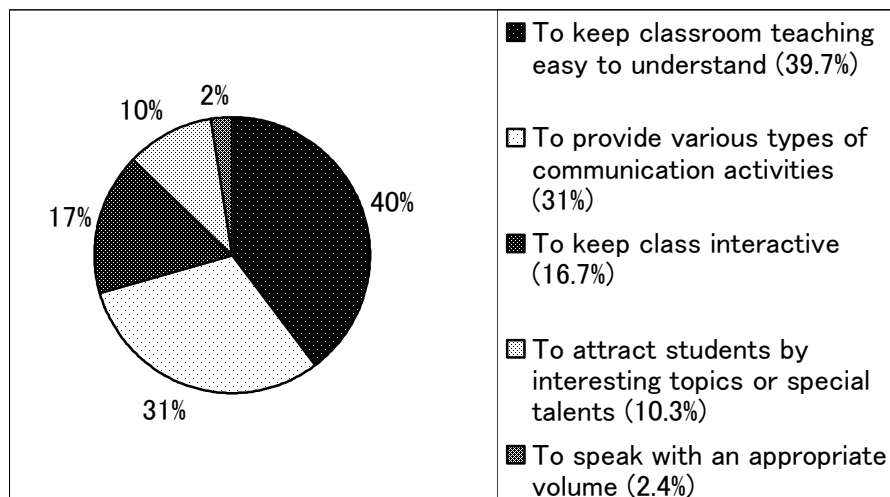 2%
10%
17%
40%
31%
To keep classroom teaching
easy to understand (39.7%)
To provide various types of
communication activities
(31%)
To keep class interactive
(16.7%)
To attract students by
interesting topics or special
talents (10.3%)
To speak with an appropriate
volume (2.4%)